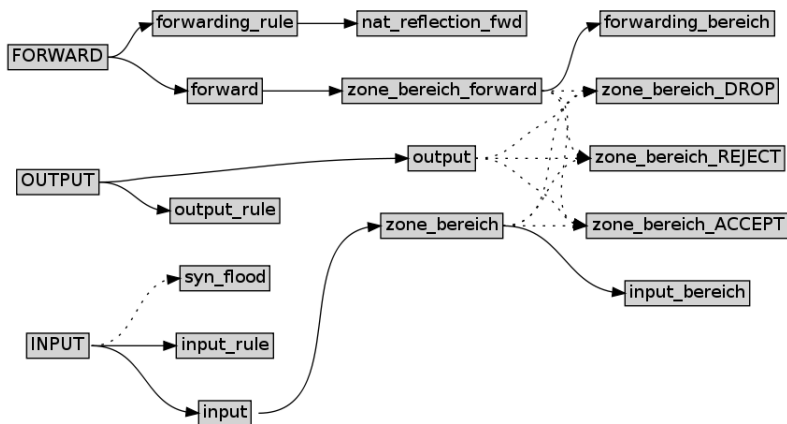 forwarding_rule
nat_reflection_fwd
forwarding_bereich
FORWARD
forward
zone_bereich_forward
zone_bereich_DROP
output
zone_bereich_REJECT
OUTPUT
output_rule
zone_bereich
zone_bereich_ACCEPT
syn_flood
input_bereich
INPUT
input_rule
input